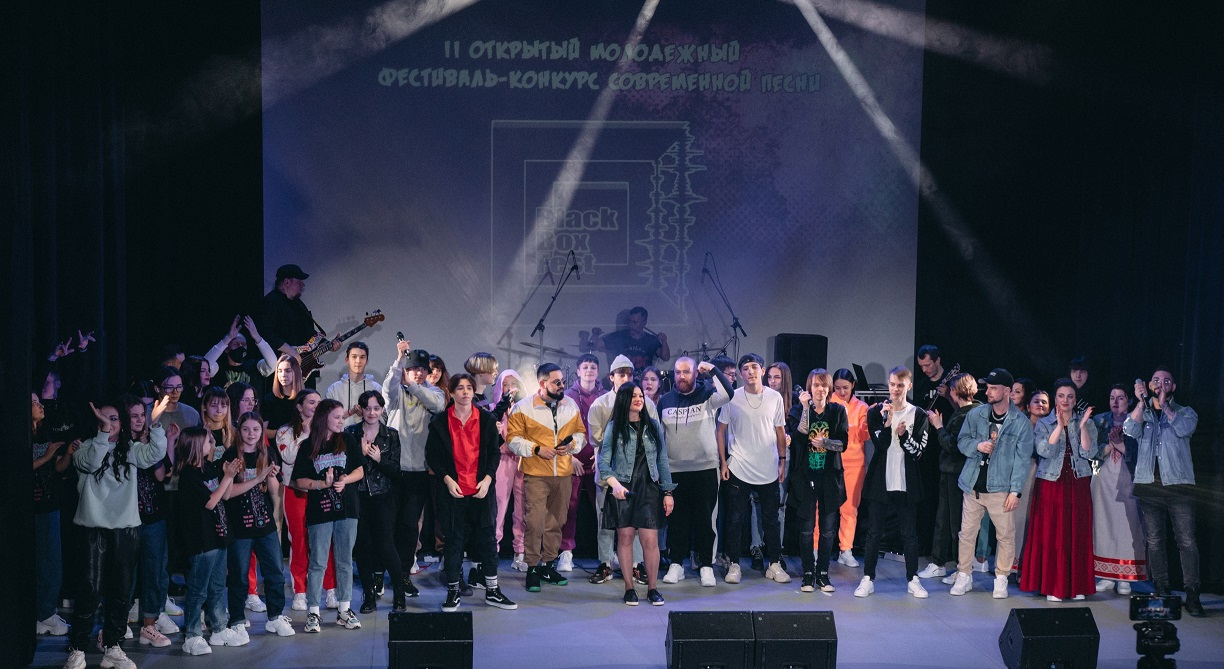 II ОТКРЫТЫЙ МОЛОДЕЖНЫЙ
ФЕСТИВАЛЬ-КОНКУРС СОВРЕМЕННОЙ ПЕСНИ
Black
Box
CASPIAN